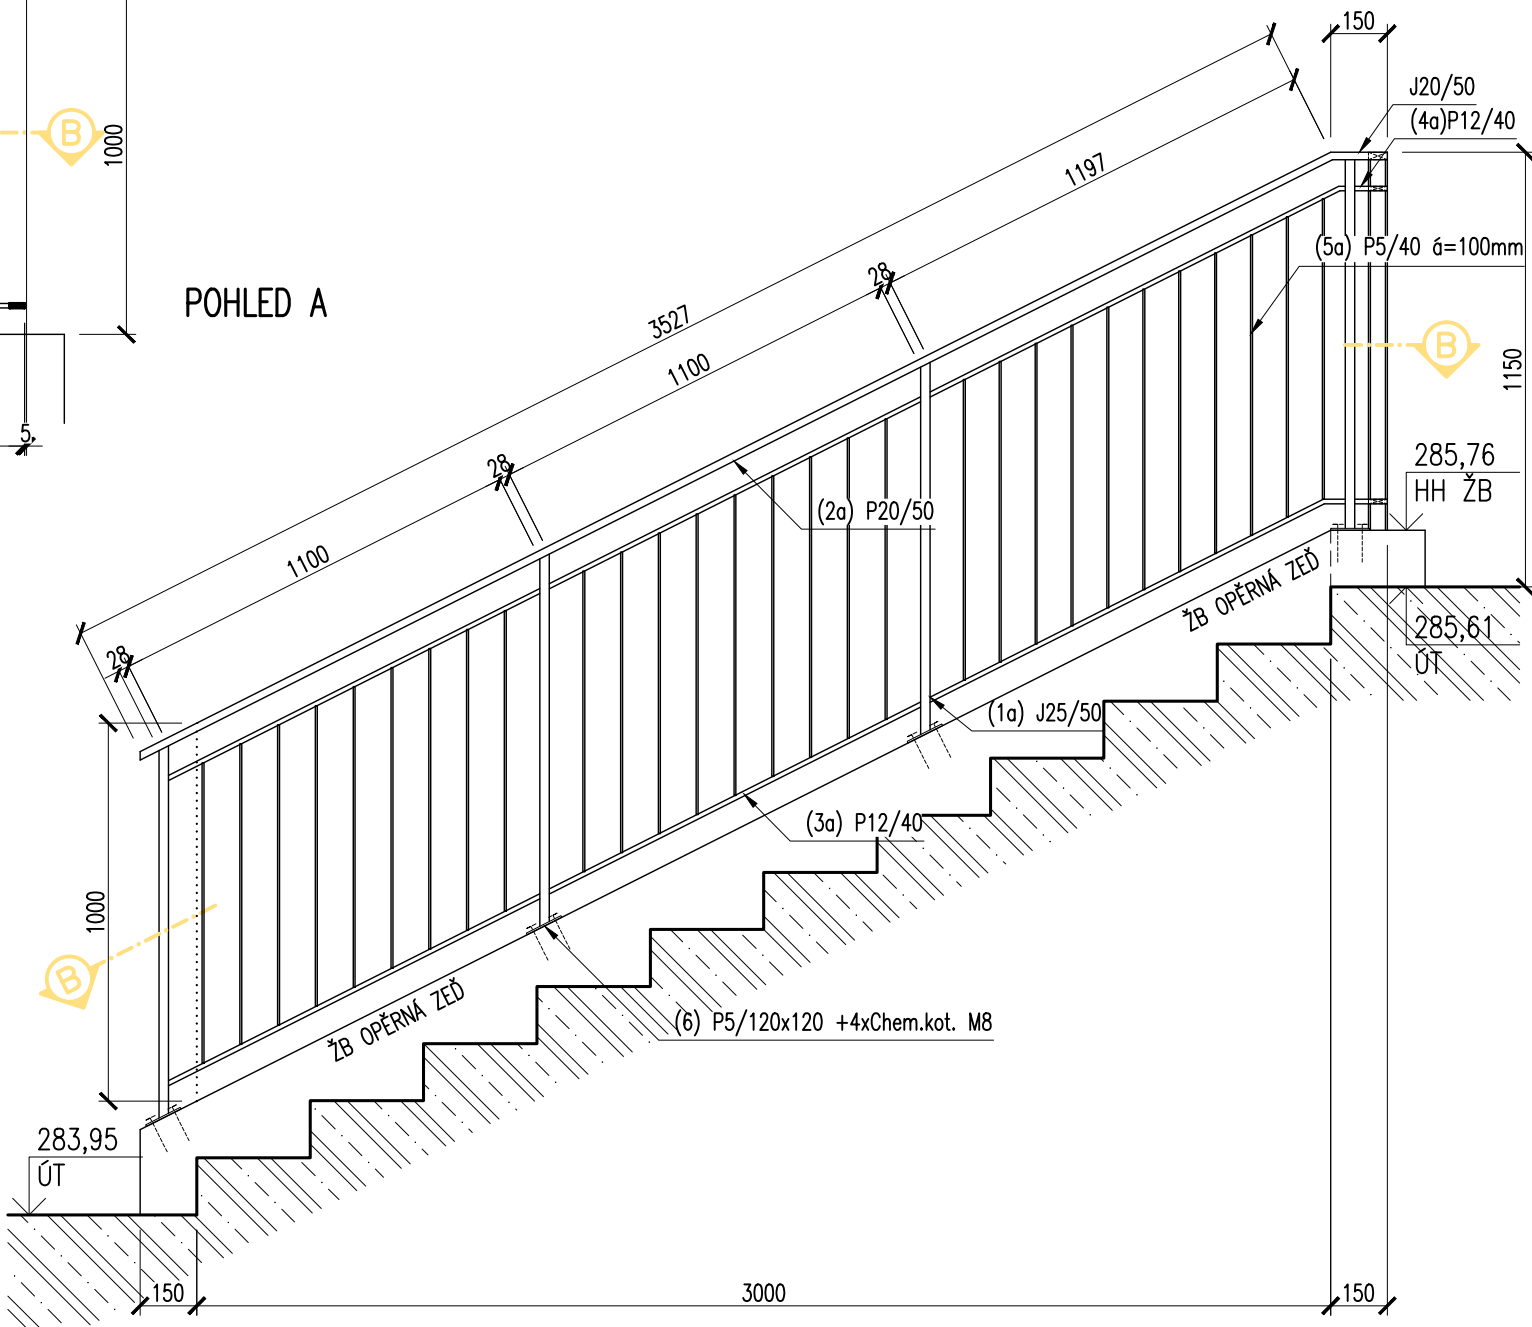 150
J20/50
(4a)P12/40
B
1000
1197
(5a) P5/40 á=100mm
28
POHLED A
3527
B
1100
1150
5,
285,76
28
HH ŽB
(2a) P20/50
1100
ŽB OPĚRNÁ ZEĎ
285,61
28
ÚT
(1a) J25/50
(3a) P12/40
1000
B
ŽB OPĚRNÁ ZEĎ
(6) P5/120x120 +4xChem.kot. M8
283,95
ÚT
150
3000
150